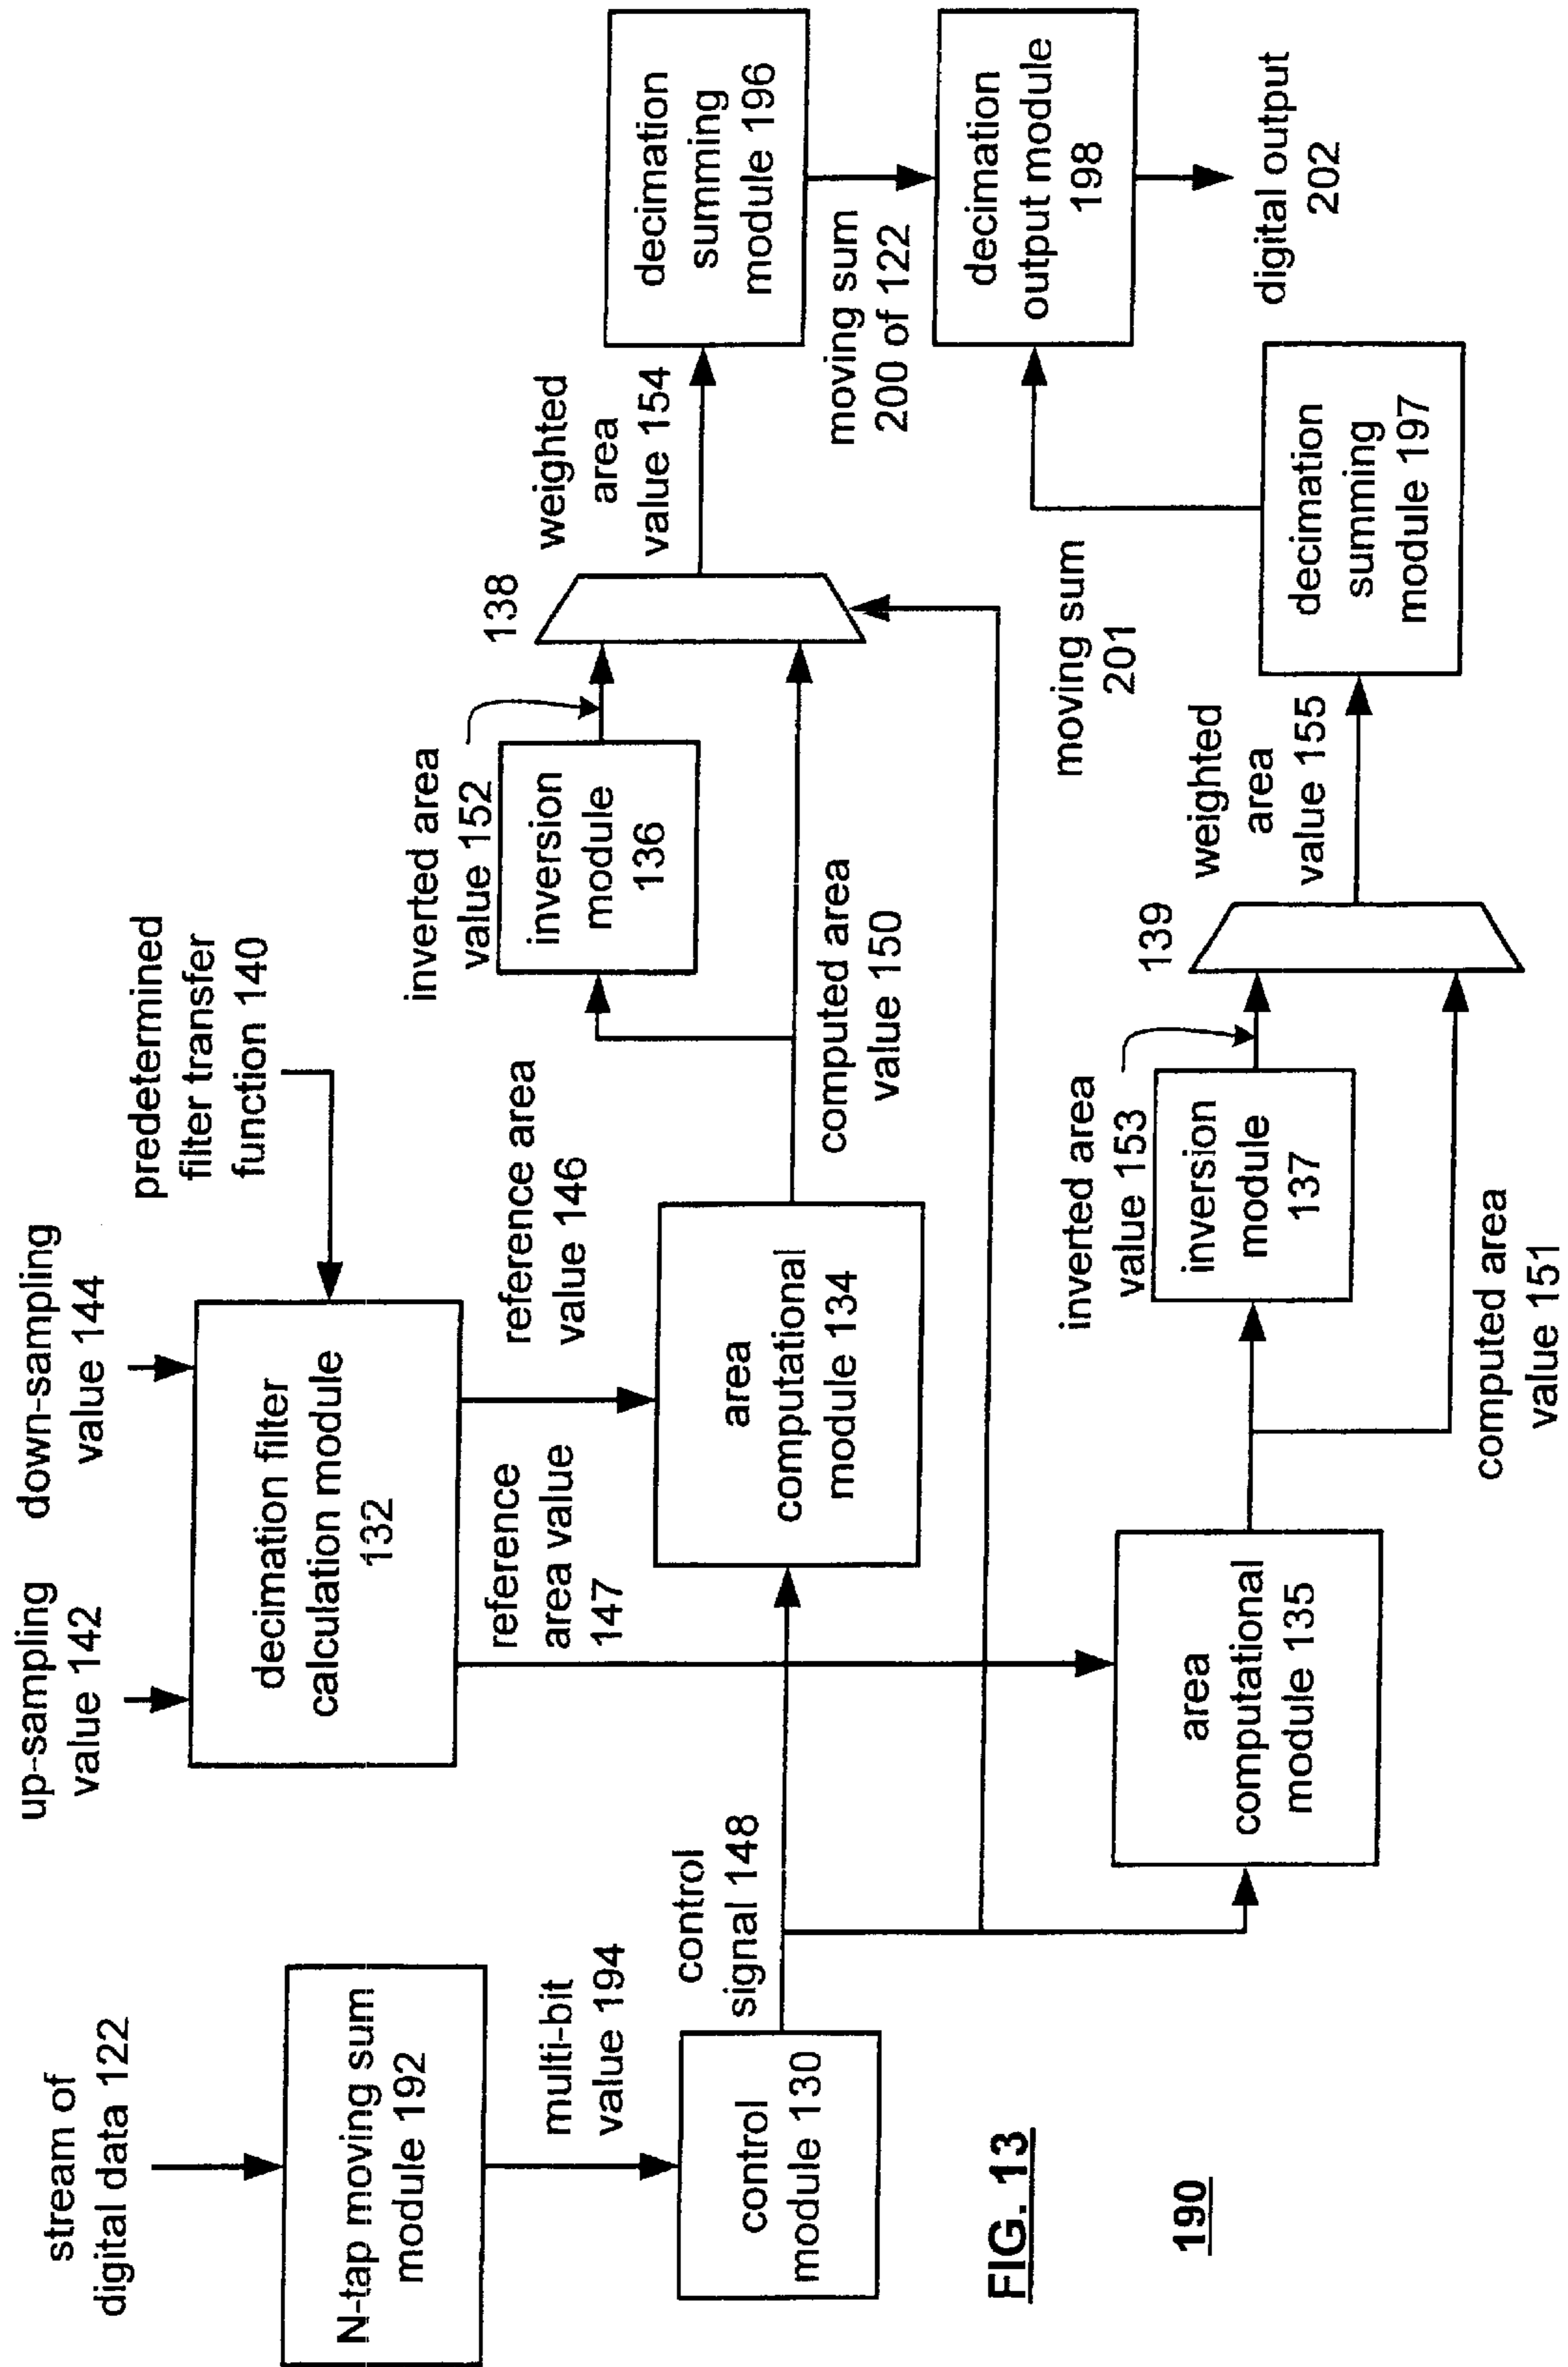 stream of
digital data 122
N-tap moving sum
module 192
multi-bit
value 194
control
module 130
control
signal 148
up-sampling
value 142
down-sampling
value 144
predetermined
filter transfer
function 140
decimation filter
calculation module
132
reference area
value 146
reference
area value
147
area
computational
module 134
area
computational
module 135
computed area
value 150
inverted area
value 152
inversion
module
136
138
weighted
area
value 154
decimation
summing
module 196
moving sum
200 of 122
decimation
output module
198
digital output
202
computed area
value 151
inverted area
value 153
inversion
module
137
139
weighted
area
value 155
decimation
summing
module 197
moving sum
201
FIG. 13
190